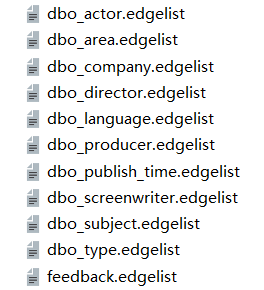 dbo_actor.edgelist
dbo_area.edgelist
dbo_company.edgelist
dbo_director.edgelist
dbo_language.edgelist
dbo_producer.edgelist
dbo_publish_time.edgelist
dbo_screenwriter.edgelist
dbo_subject.edgelist
dbo_type.edgelist
feedback.edgelist